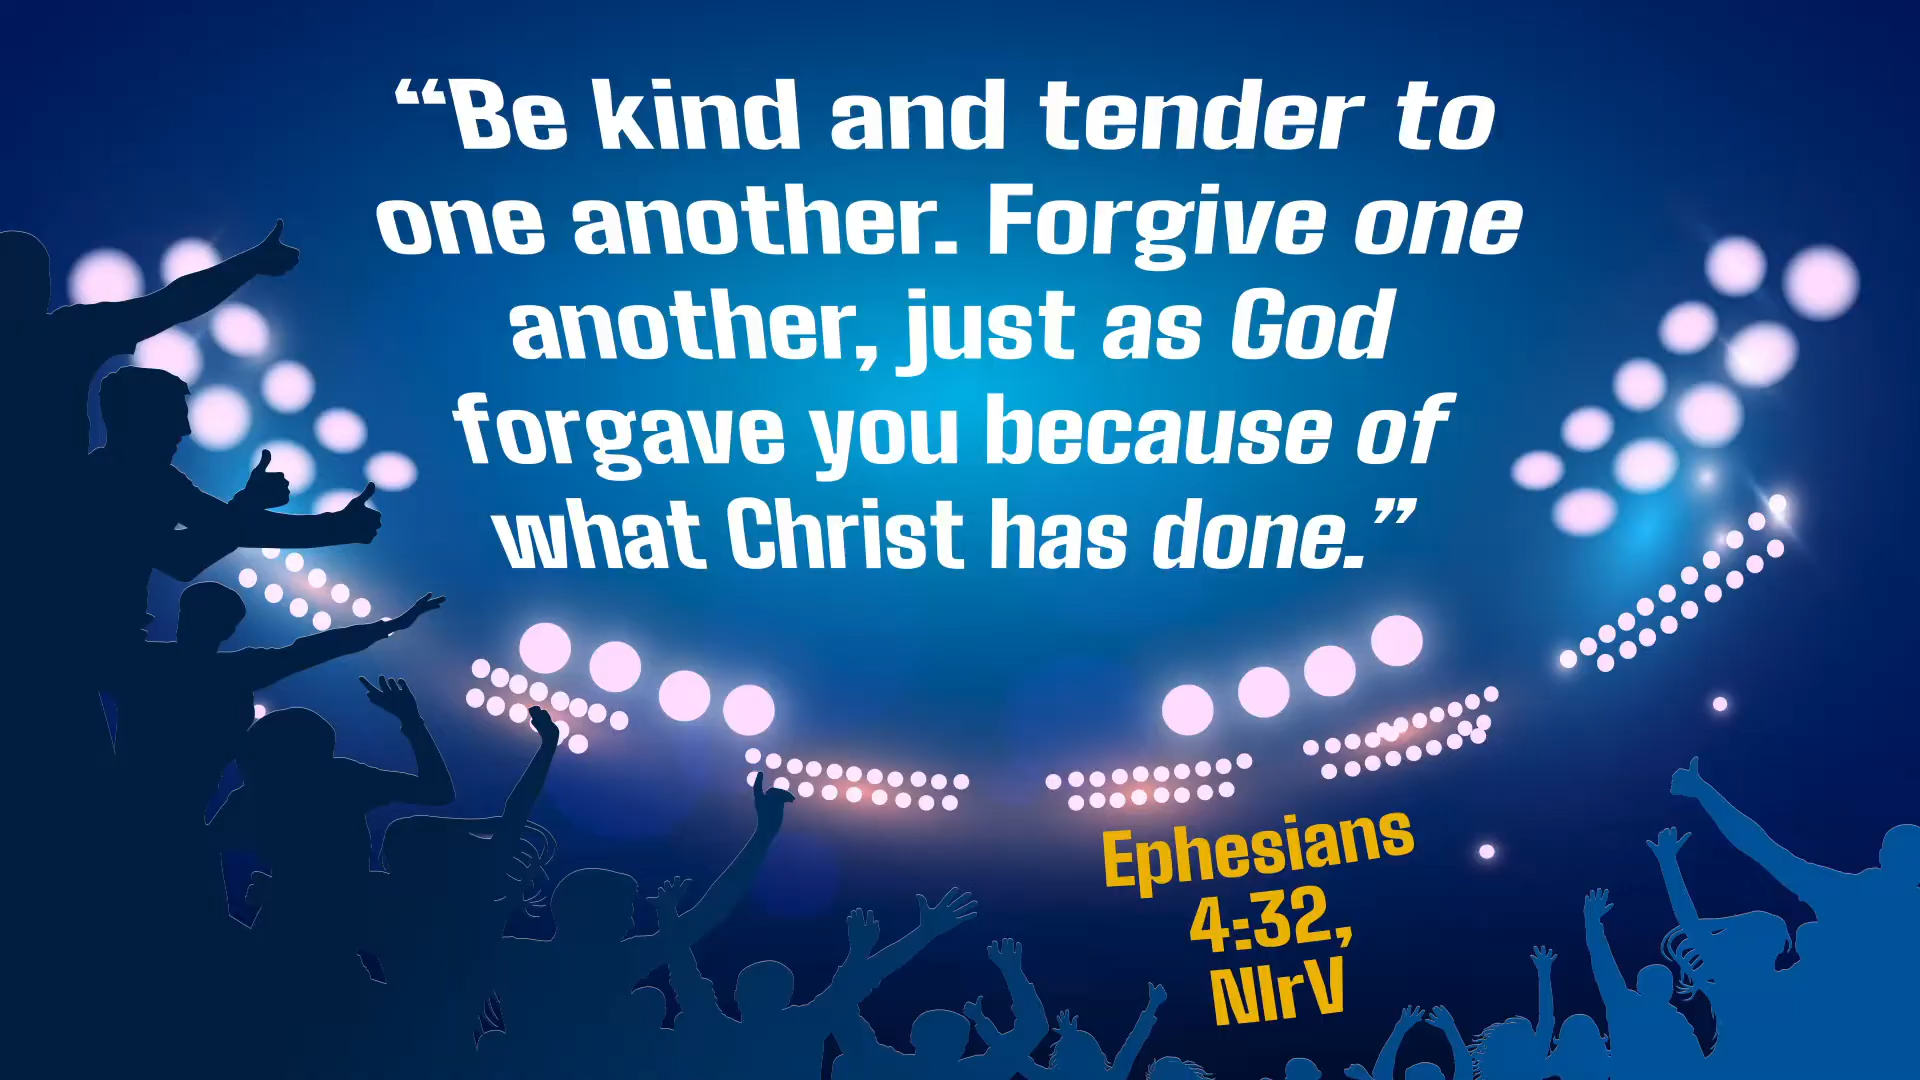 “Be kind and tender to
one another. Forgive one
another, just as God
forgave you because of
what Christ has done.”
Ephesians
4:32,
NIrV